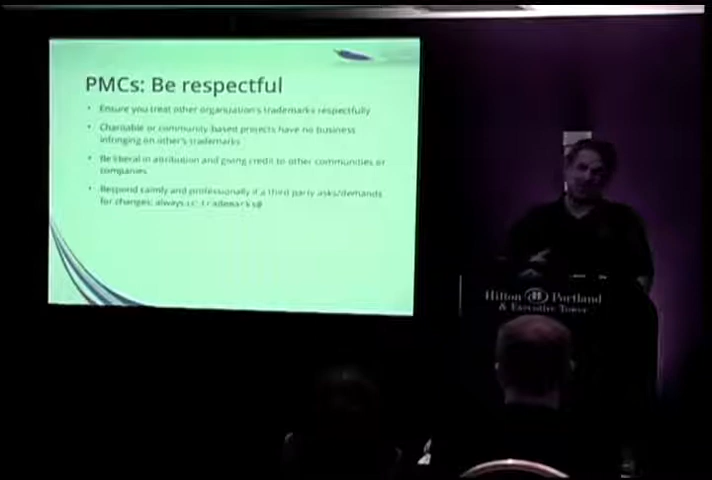 PMCs: Be respectful
• Ensure you treat other organization's trademarks respectfully
• Charitable or community-based projects have no business
infringing on other's trademarks
• Be liberal in attribution and giving credit to other communities or
companies
• Respond calmly and professionally if a third party asks/demands
for changes; always cc: trademarks@
Hilton Portland
& Executive Tower